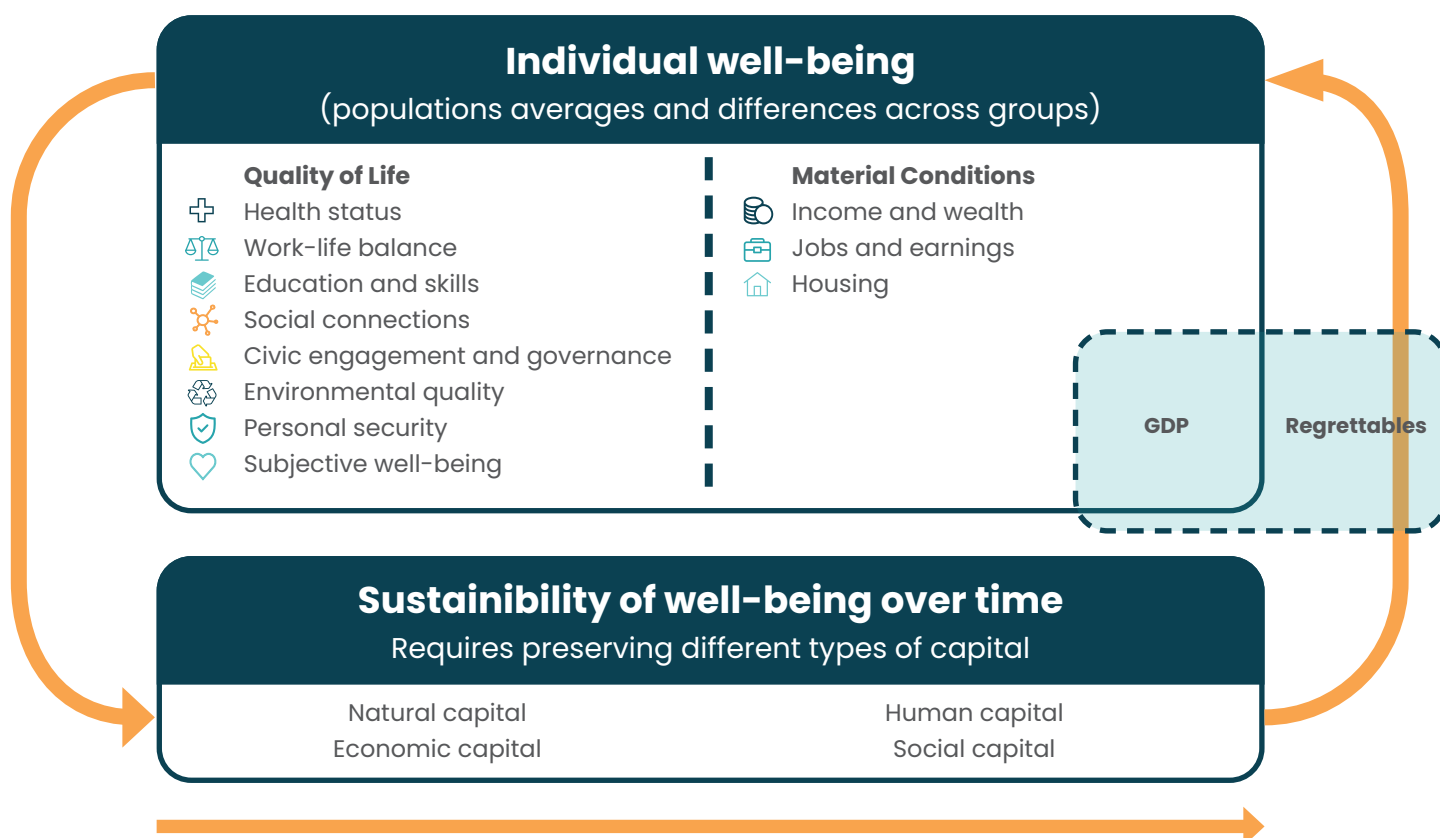 Individual well-being
(populations averages and differences across groups)
Quality of Life
Health status
Work-life balance
Education and skills
Social connections
Civic engagement and governance
Environmental quality
Personal security
Subjective well-being
Material Conditions
Income and wealth
Jobs and earnings
Housing
GDP
Regrettables
Sustainibility of well-being over time
Requires preserving different types of capital
Natural capital
Economic capital
Human capital
Social capital